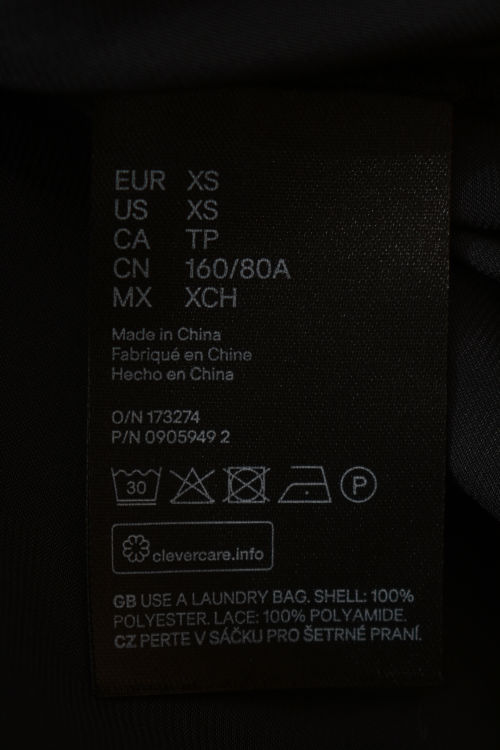 EUR XS
US XS
CA TP
CN 160/80A
MX XCH
Made in China
Fabriqué en Chine
Hecho en China
O/N 173274
P/N 0905949 2
30 P
clevercare.info
GB USE A LAUNDRY BAG. SHELL: 100%
POLYESTER. LACE: 100% POLYAMIDE.
CZ PERTE V SÁČKU PRO ŠETRNÉ PRANÍ.